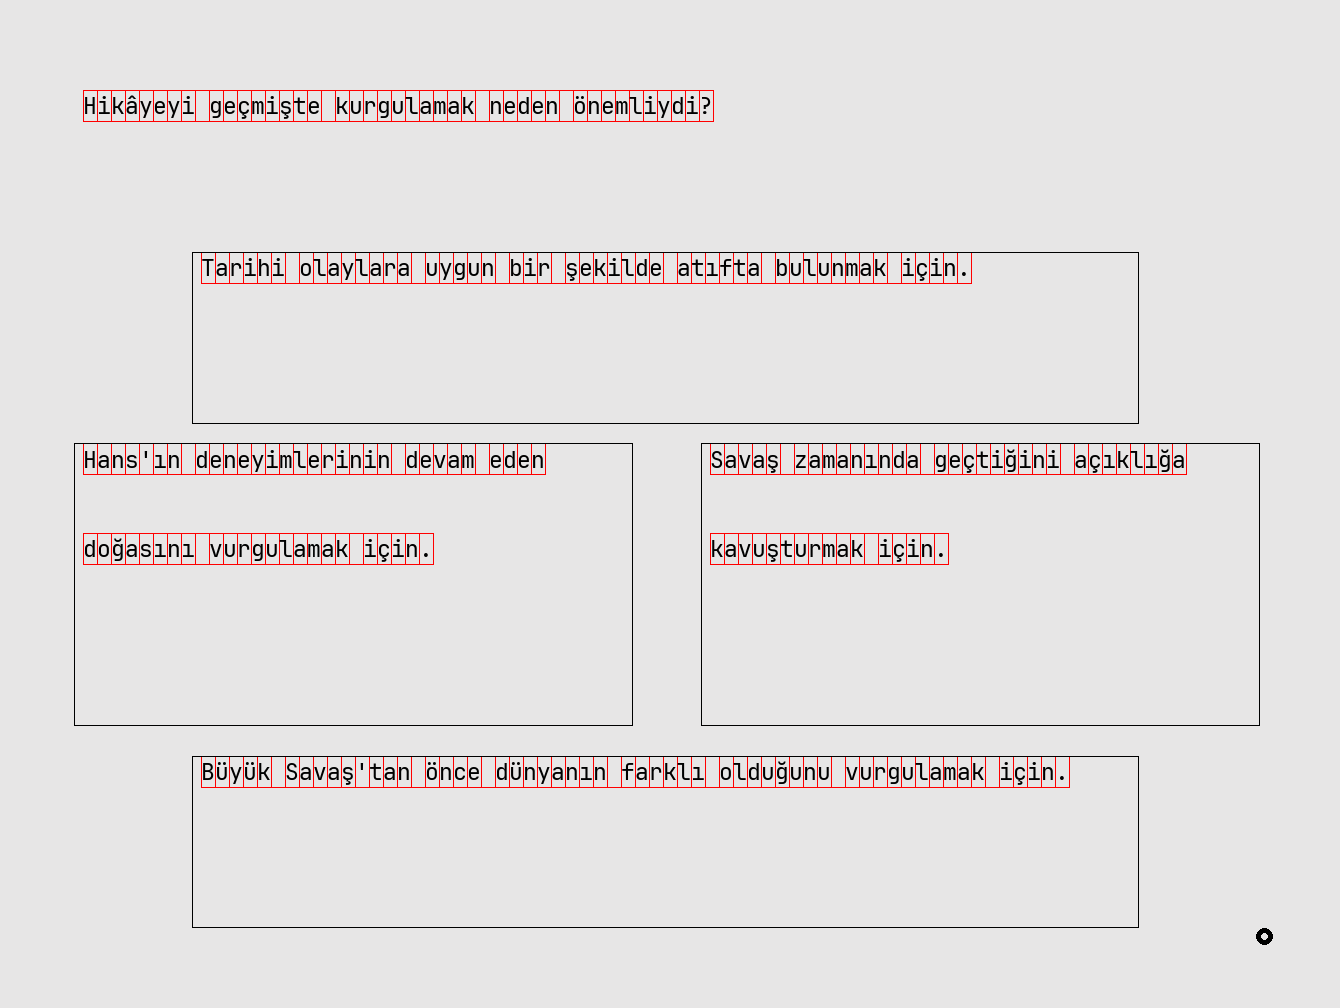 Hikâyeyi geçmişte kurgulamak neden önemliydi?
Tarihi olaylara uygun bir şekilde atıfta bulunmak için.
Hans'ın deneyimlerinin devam eden
doğasını vurgulamak için.
Savaş zamanında geçtiğini açıklığa
kavuşturmak için.
Büyük Savaş'tan önce dünyanın farklı olduğunu vurgulamak için.